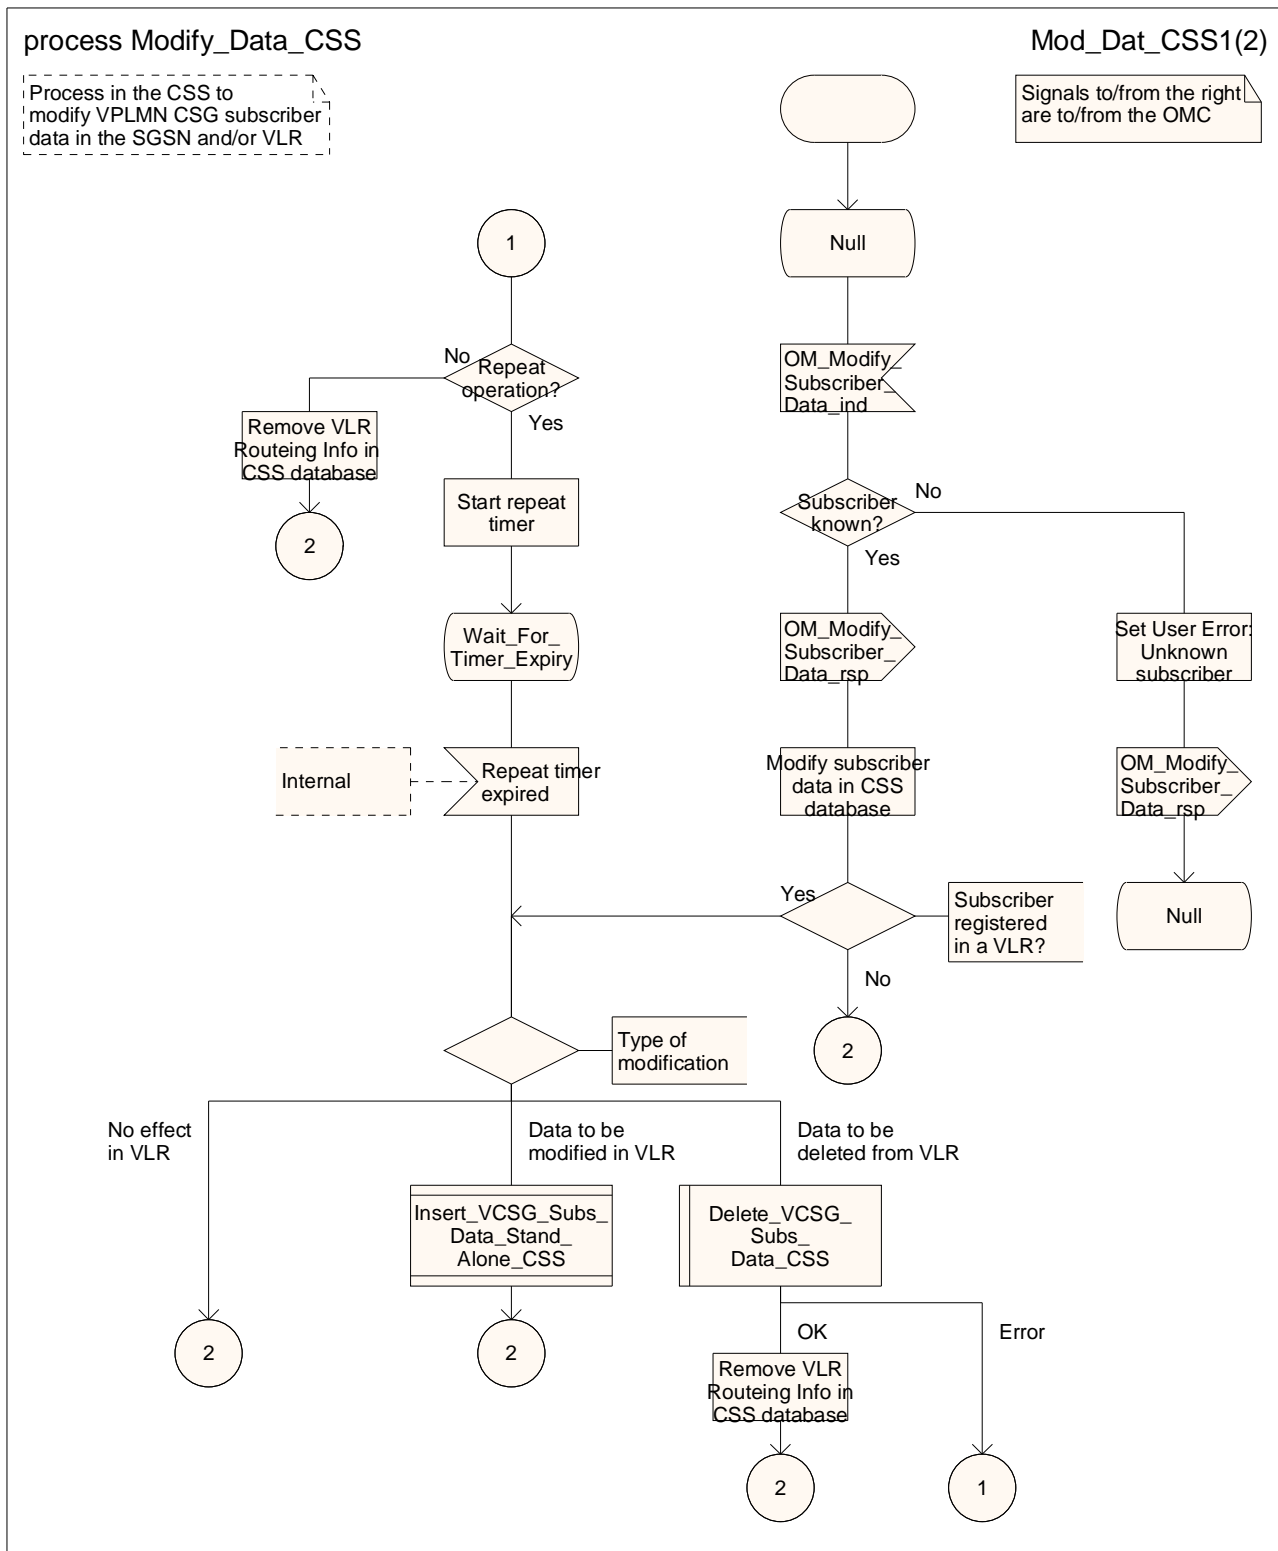 process Modify_Data_CSS
Mod_Dat_CSS1(2)
Process in the CSS to
modify VPLMN CSG subscriber
data in the SGSN and/or VLR
Signals to/from the right
are to/from the OMC
Null
1
OM_Modify_
Subscriber_
Data_ind
No
Repeat
operation?
Yes
Remove VLR
Routeing Info in
CSS database
2
Start repeat
timer
Subscriber
known?
No
Yes
Wait_For_
Timer_Expiry
OM_Modify_
Subscriber_
Data_rsp
Set User Error:
Unknown
subscriber
Internal
Repeat timer
expired
Modify subscriber
data in CSS
database
OM_Modify_
Subscriber_
Data_rsp
Yes
Subscriber
registered
in a VLR?
Null
No
2
Type of
modification
No effect
in VLR
Data to be
modified in VLR
Data to be
deleted from VLR
Insert_VCSG_Subs_
Data_Stand_
Alone_CSS
Delete_VCSG_
Subs_
Data_CSS
2
2
OK
Error
Remove VLR
Routeing Info in
CSS database
2
1